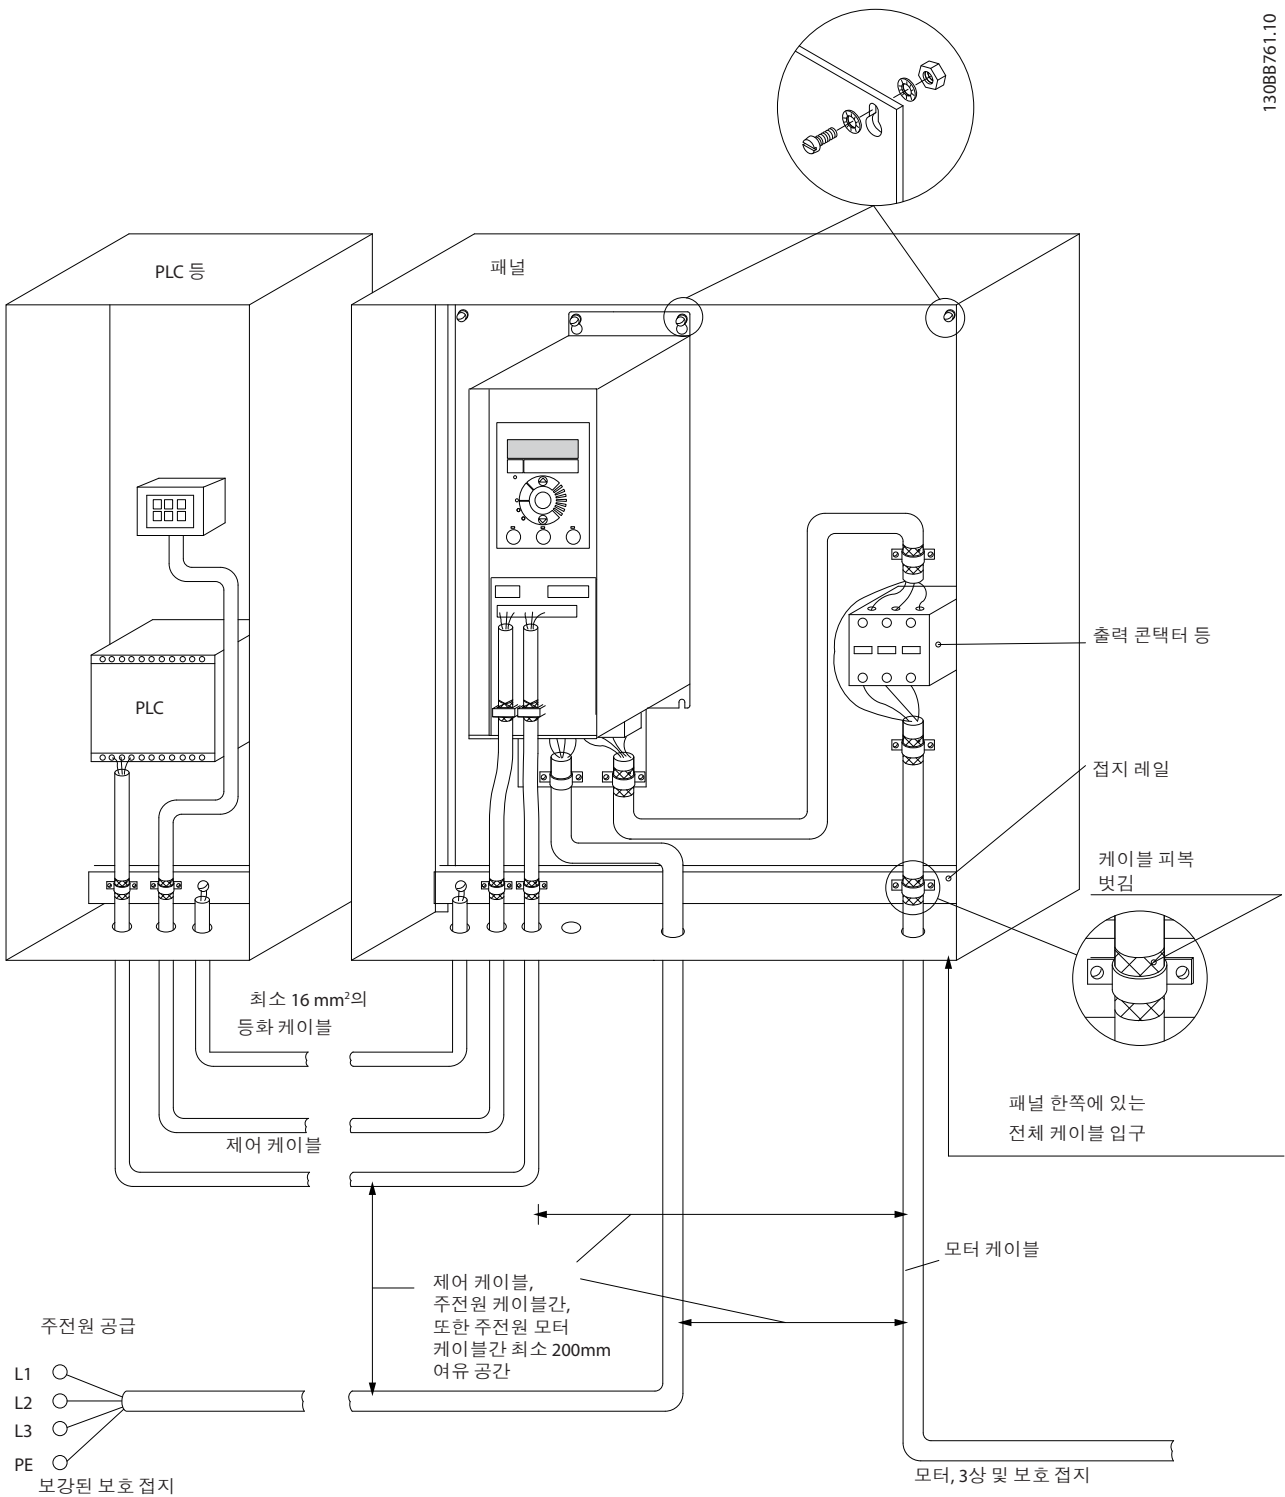 130BB761.10
PLC 등
패널
출력 콘택터 등
PLC
접지 레일
케이블 피복
벗김
최소 16 mm²의
등화 케이블
패널 한쪽에 있는
전체 케이블 입구
제어 케이블
모터 케이블
제어 케이블,
주전원 케이블간,
또한 주전원 모터
케이블간 최소 200mm
여유 공간
주전원 공급
L1
L2
L3
PE
보강된 보호 접지
모터, 3상 및 보호 접지